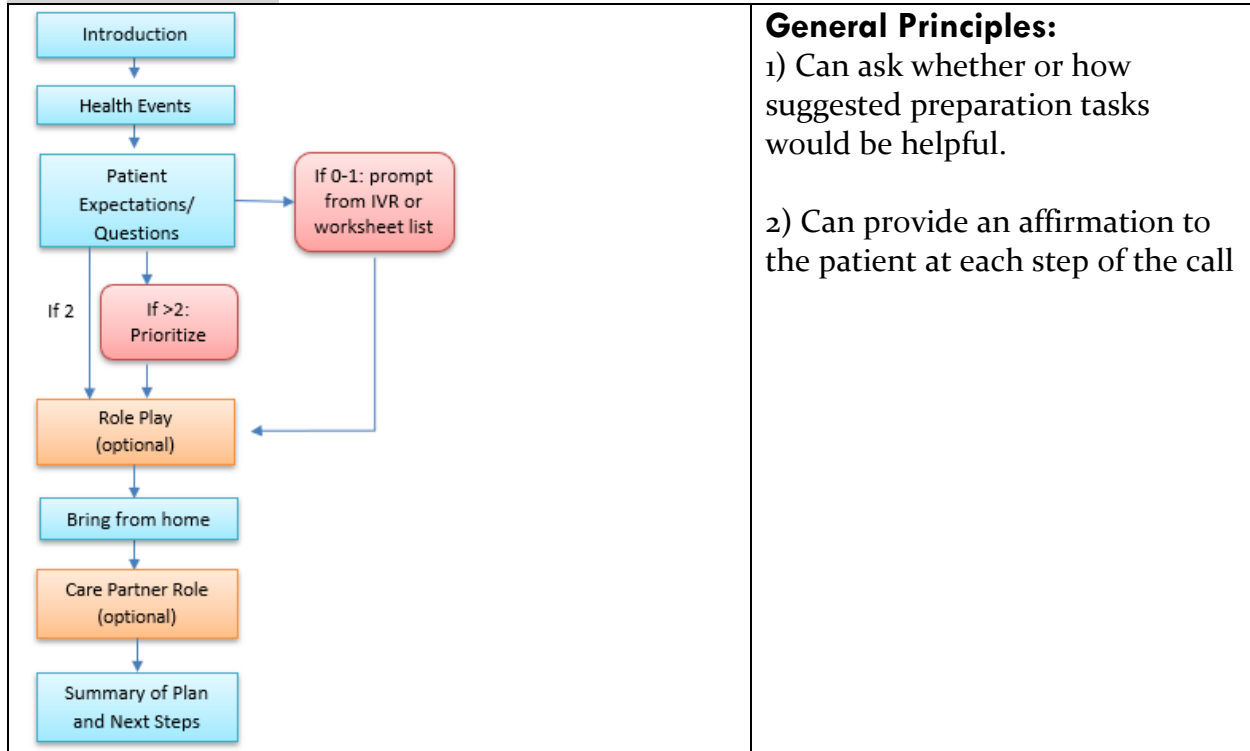 Introduction
Health Events
Patient
Expectations/
Questions
If 0-1: prompt
from IVR or
worksheet list
If 2
If >2:
Prioritize
Role Play
(optional)
Bring from home
Care Partner Role
(optional)
Summary of Plan
and Next Steps
General Principles:
1) Can ask whether or how
suggested preparation tasks
would be helpful.
2) Can provide an affirmation to
the patient at each step of the call